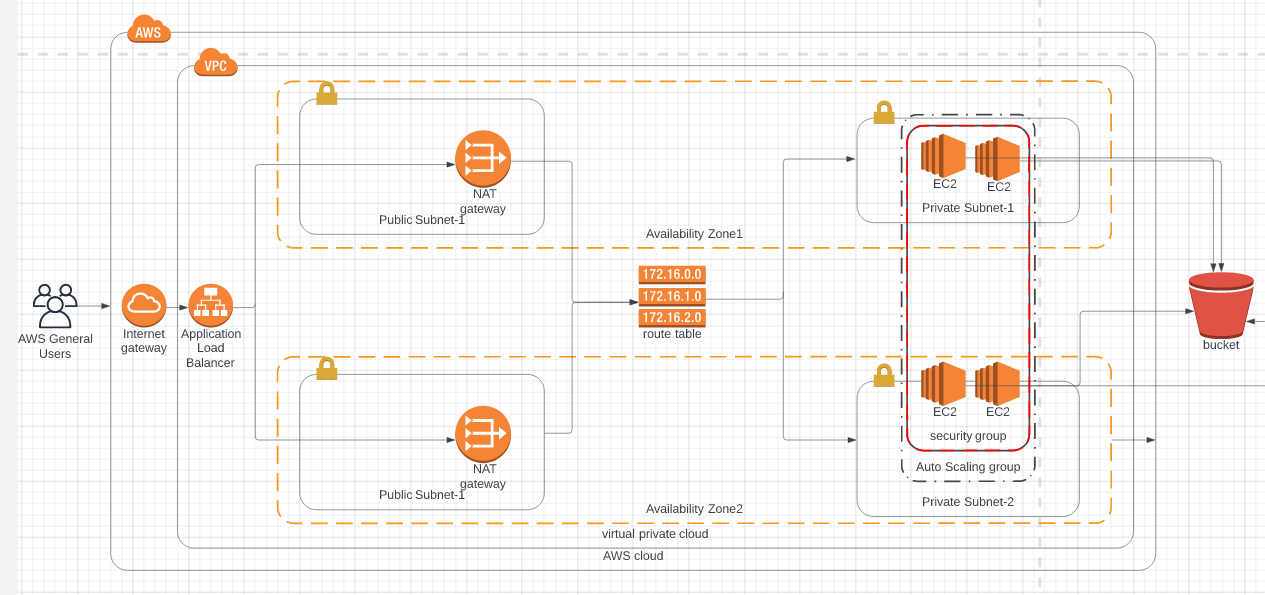 AWS
VPC
NAT
gateway
Public Subnet-1
EC2
EC2
Private Subnet-1
Availability Zone1
172.16.0.0
172.16.1.0
172.16.2.0
route table
AWS General
Users
Internet
gateway
Application
Load
Balancer
bucket
NAT
gateway
Public Subnet-1
EC2
EC2
security group
Auto Scaling group
Private Subnet-2
Availability Zone2
virtual private cloud
AWS cloud